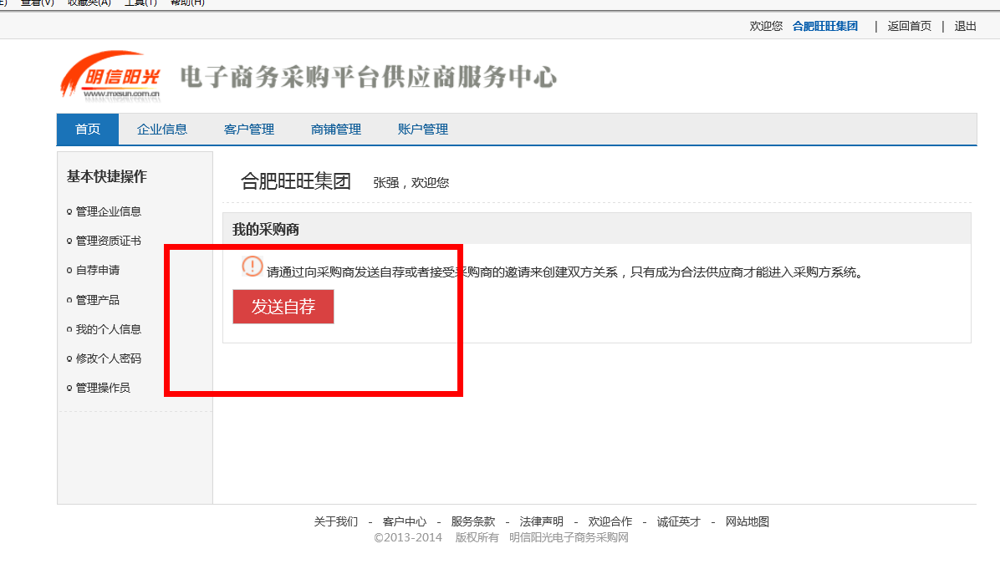 查看(V) 收藏夹(A) 工具(T) 帮助(H)
欢迎您 合肥旺旺集团 | 返回首页 | 退出
明信阳光 电子商务采购平台供应商服务中心
www.mxsun.com.cn
首页 企业信息 客户管理 商铺管理 账户管理
基本快捷操作
管理企业信息
管理资质证书
自荐申请
管理产品
我的个人信息
修改个人密码
管理操作员
合肥旺旺集团 张强，欢迎您
我的采购商
请通过向采购商发送自荐或者接受采购商的邀请来创建双方关系，只有成为合法供应商才能进入采购方系统。
发送自荐
关于我们 - 客户中心 - 服务条款 - 法律声明 - 欢迎合作 - 诚征英才 - 网站地图
©2013-2014 版权所有 明信阳光电子商务采购网